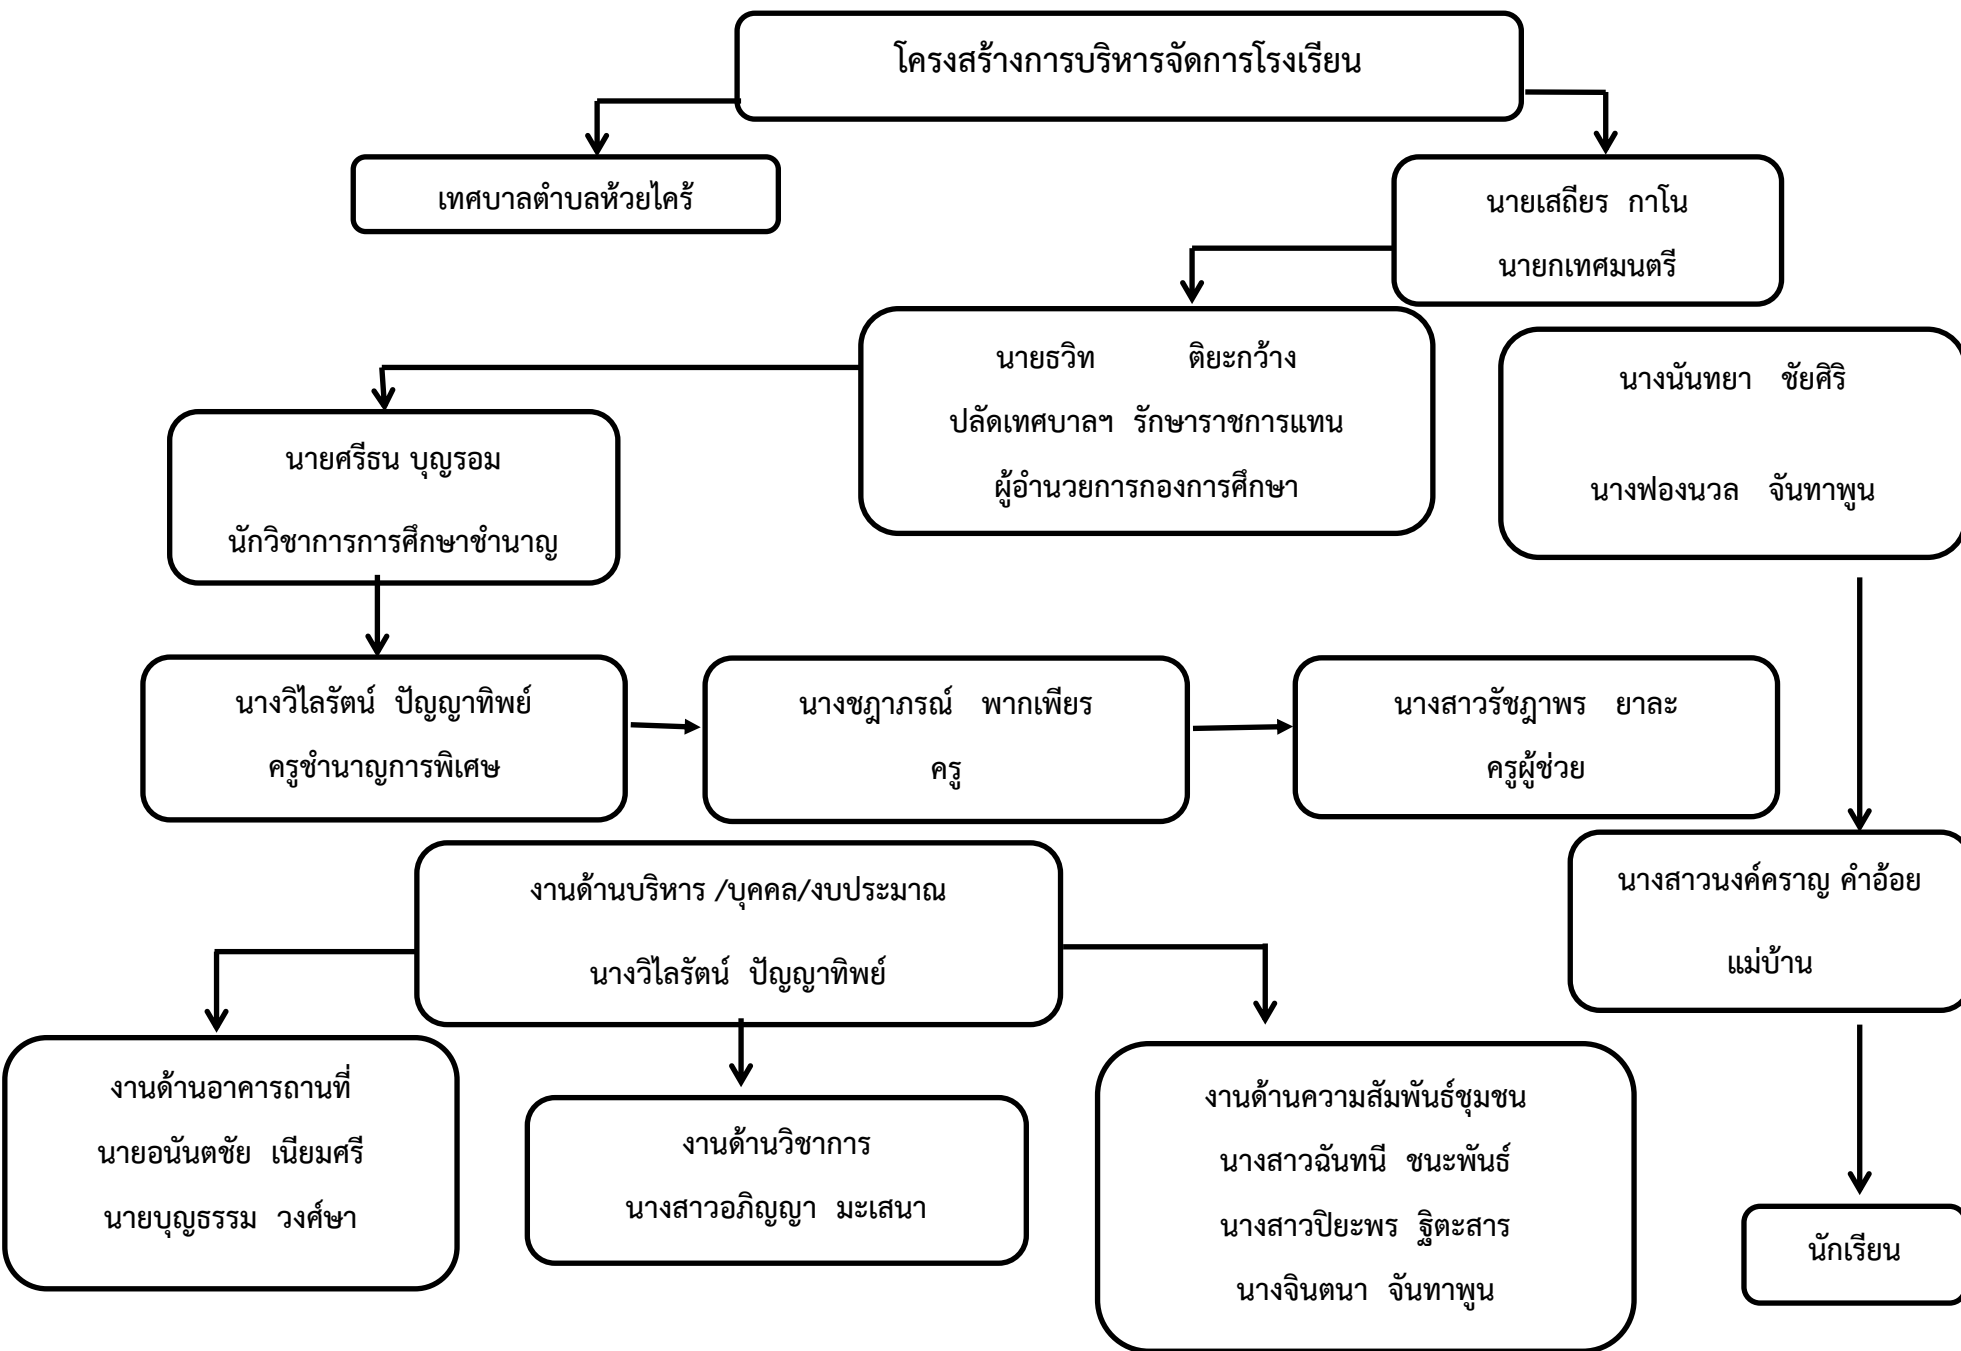 โครงสร้างการบริหารจัดการโรงเรียน
เทศบาลตำบลห้วยไคร้
นายเสถียร กาโน
นายกเทศมนตรี
นายธวิท ติยะกว้าง
ปลัดเทศบาลฯ รักษาราชการแทน
ผู้อำนวยการกองการศึกษา
นางนันทยา ชัยศิริ
นางฟองนวล จันทาพูน
นายศรีธน บุญรอม
นักวิชาการการศึกษาชำนาญ
นางวิไลรัตน์ ปัญญาทิพย์
ครูชำนาญการพิเศษ
นางชฎาภรณ์ พากเพียร
ครู
นางสาวรัชฎาพร ยาละ
ครูผู้ช่วย
งานด้านบริหาร /บุคคล/งบประมาณ
นางวิไลรัตน์ ปัญญาทิพย์
นางสาวนงค์คราญ คำอ้อย
แม่บ้าน
งานด้านอาคารถานที่
นายอนันตชัย เนียมศรี
นายบุญธรรม วงศ์ษา
งานด้านวิชาการ
นางสาวอภิญญา มะเสนา
งานด้านความสัมพันธ์ชุมชน
นางสาวฉันทนี ชนะพันธ์
นางสาวปิยะพร ฐิตะสาร
นางจินตนา จันทาพูน
นักเรียน